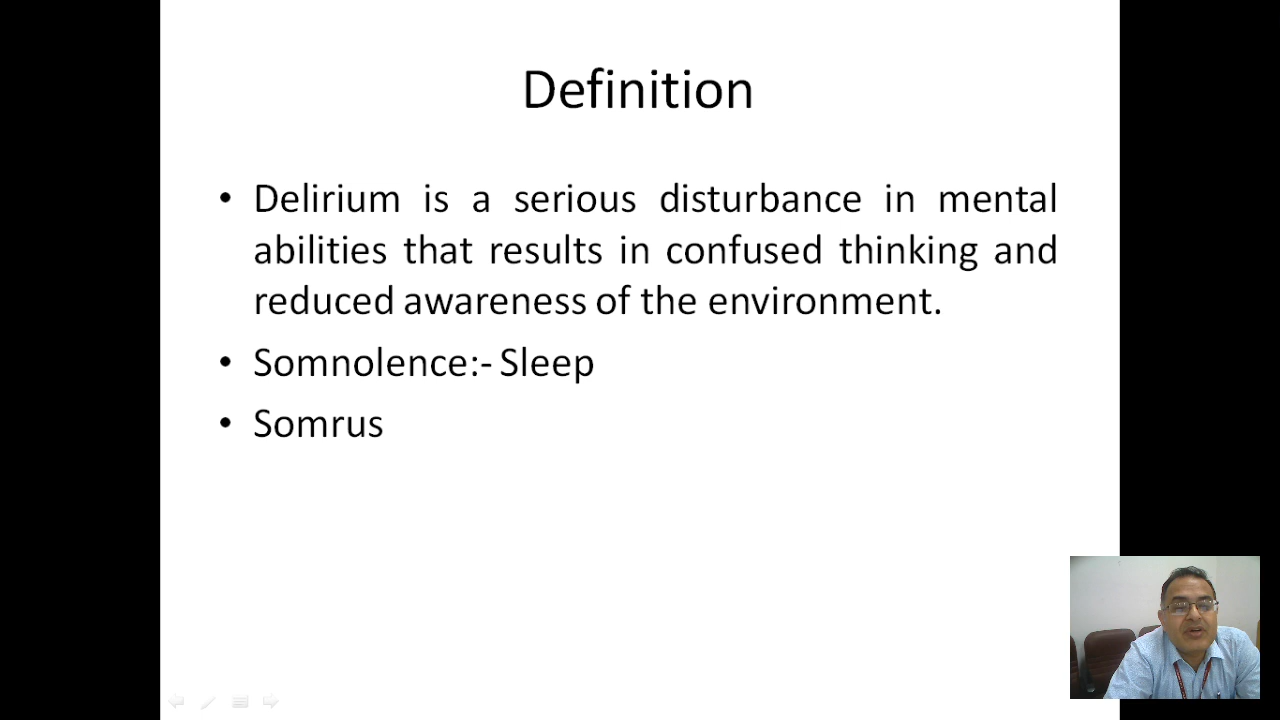 Definition
• Delirium is a serious disturbance in mental
abilities that results in confused thinking and
reduced awareness of the environment.
• Somnolence:- Sleep
• Somrus